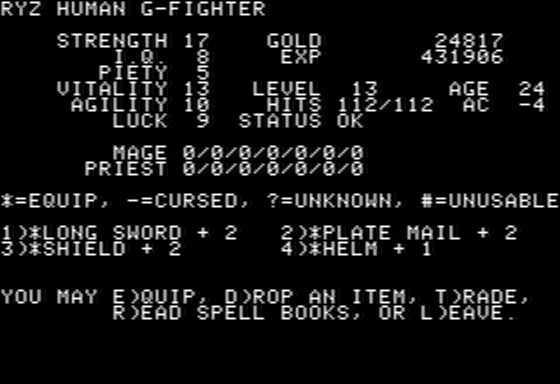 RYZ HUMAN G-FIGHTER
STRENGTH 17 GOLD 24817
I.Q. 8 EXP 431906
PIETY 5
VITALITY 13 LEVEL 13 AGE 24
AGILITY 10 HITS 112/112 AC -4
LUCK 9 STATUS OK
MAGE 0/0/0/0/0/0/0
PRIEST 0/0/0/0/0/0/0
*=EQUIP, -=CURSED, ?=UNKNOWN, #=UNUSABLE
1)*LONG SWORD + 2 2)*PLATE MAIL + 2
3)*SHIELD + 2 4)*HELM + 1
YOU MAY E)QUIP, D)ROP AN ITEM, T)RADE,
R)EAD SPELL BOOKS, OR L)EAVE.